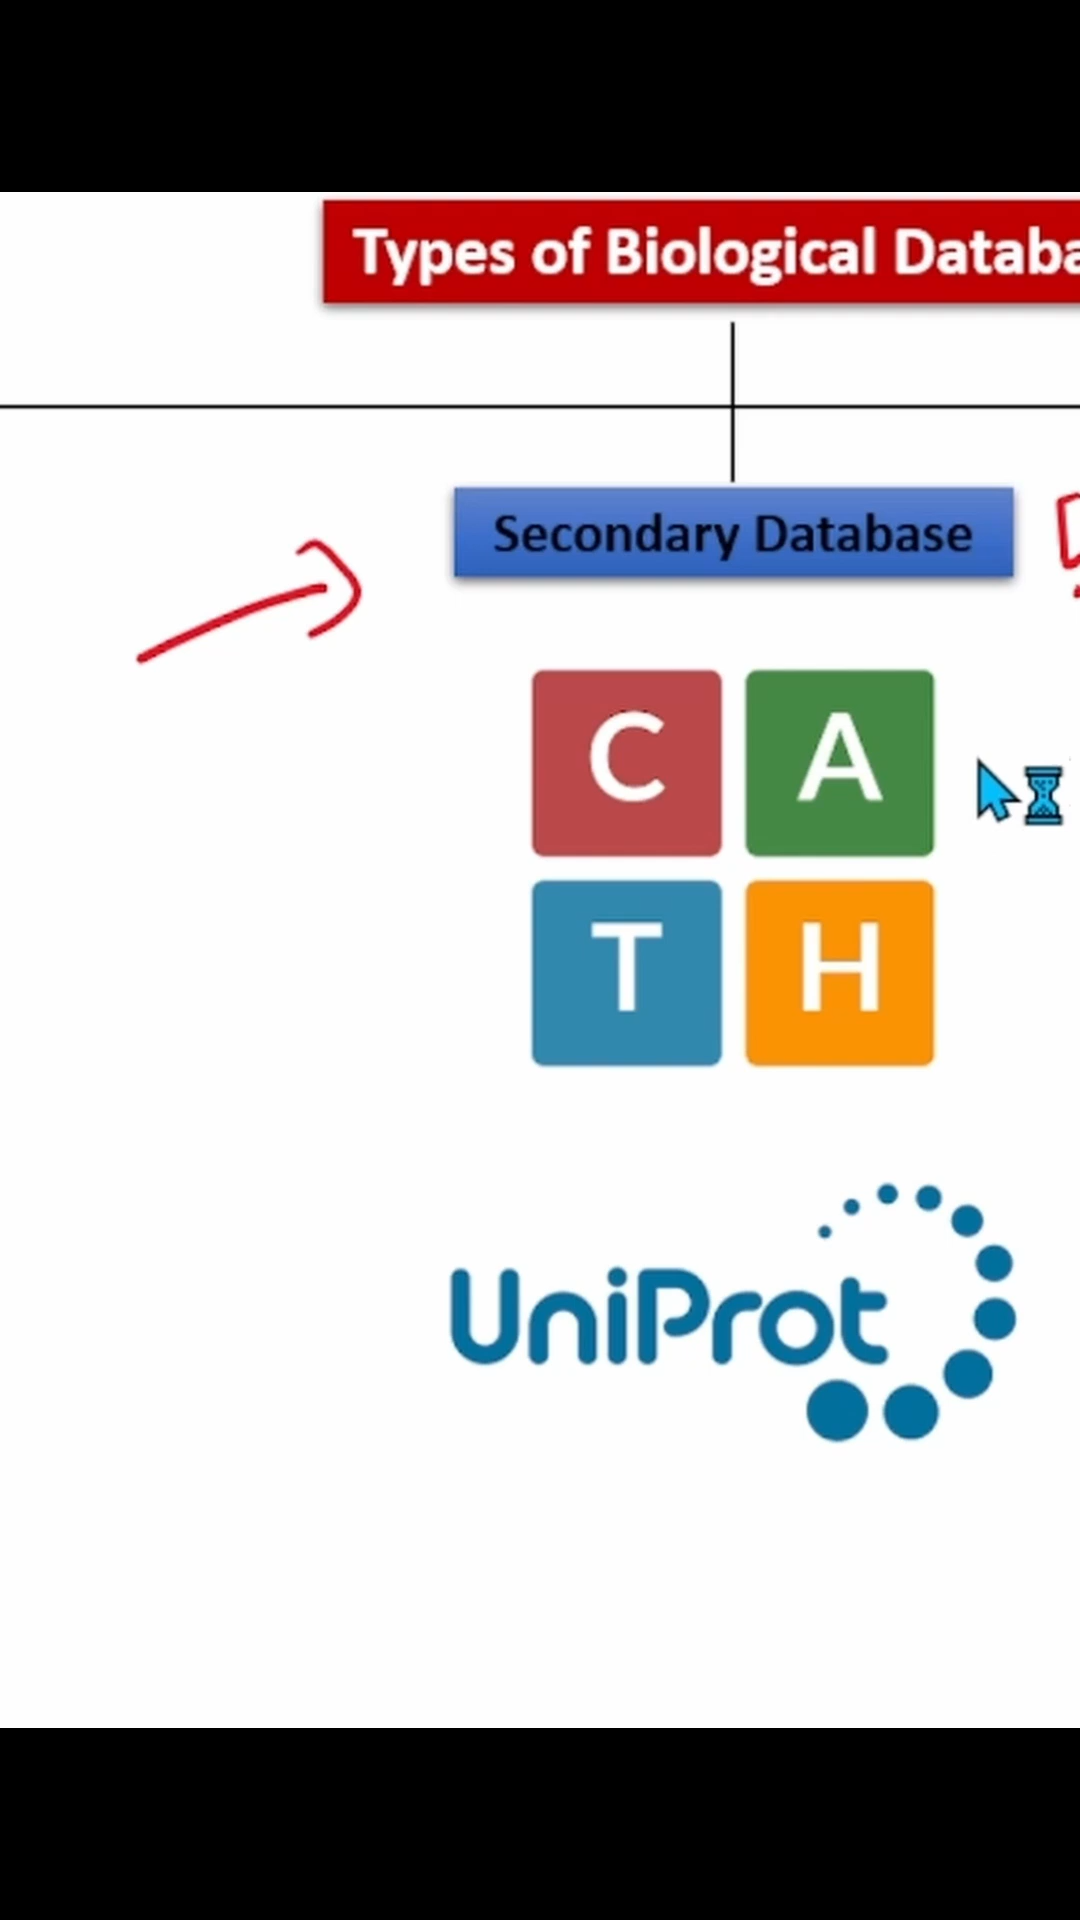 Types of Biological Databa
Secondary Database
C A
T H
UniProt